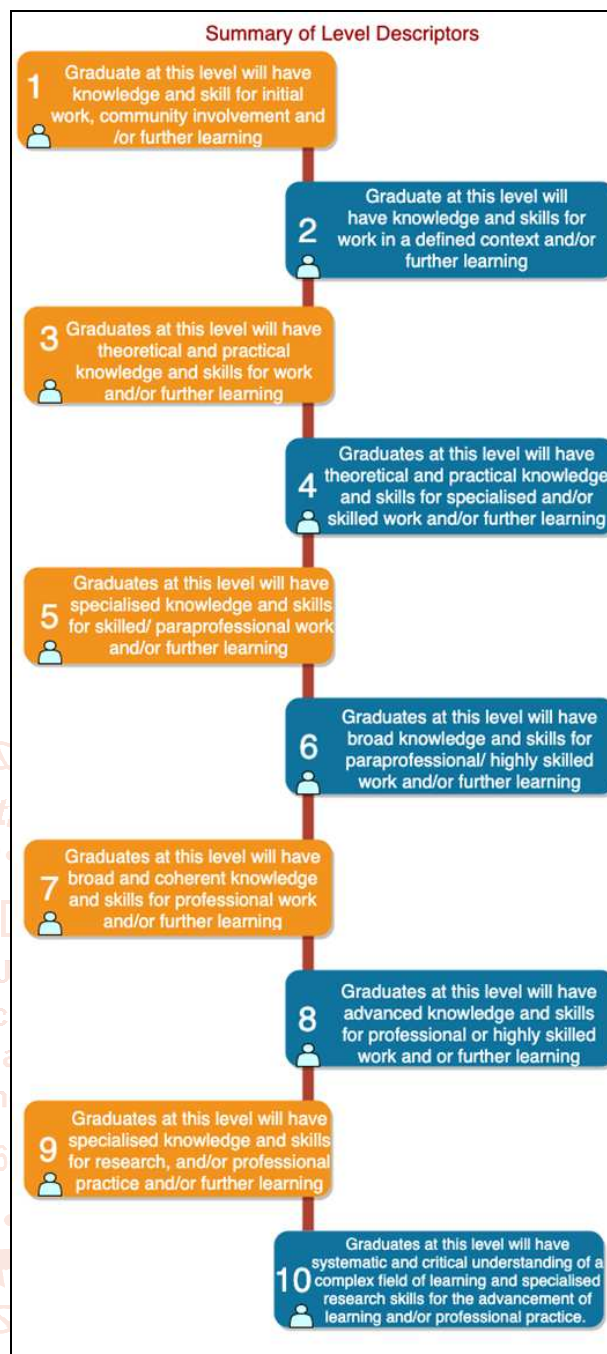 Summary of Level Descriptors
1
Graduate at this level will have
knowledge and skill for initial
work, community involvement and
/or further learning
2
Graduate at this level will
have knowledge and skills for
work in a defined context and/or
further learning
3
Graduates at this level will have
theoretical and practical
knowledge and skills for work
and/or further learning
4
Graduates at this level will have
theoretical and practical knowledge
and skills for specialised and/or
skilled work and/or further learning
5
Graduates at this level will have
specialised knowledge and skills
for skilled/ paraprofessional work
and/or further learning
6
Graduates at this level will have
broad knowledge and skills for
paraprofessional/ highly skilled
work and/or further learning
7
Graduates at this level will have
broad and coherent knowledge
and skills for professional work
and/or further learning
8
Graduates at this level will have
advanced knowledge and skills
for professional or highly skilled
work and or further learning
9
Graduates at this level will have
specialised knowledge and skills
for research, and/or professional
practice and/or further learning
10
Graduates at this level will have
systematic and critical understanding of a
complex field of learning and specialised
research skills for the advancement of
learning and/or professional practice.